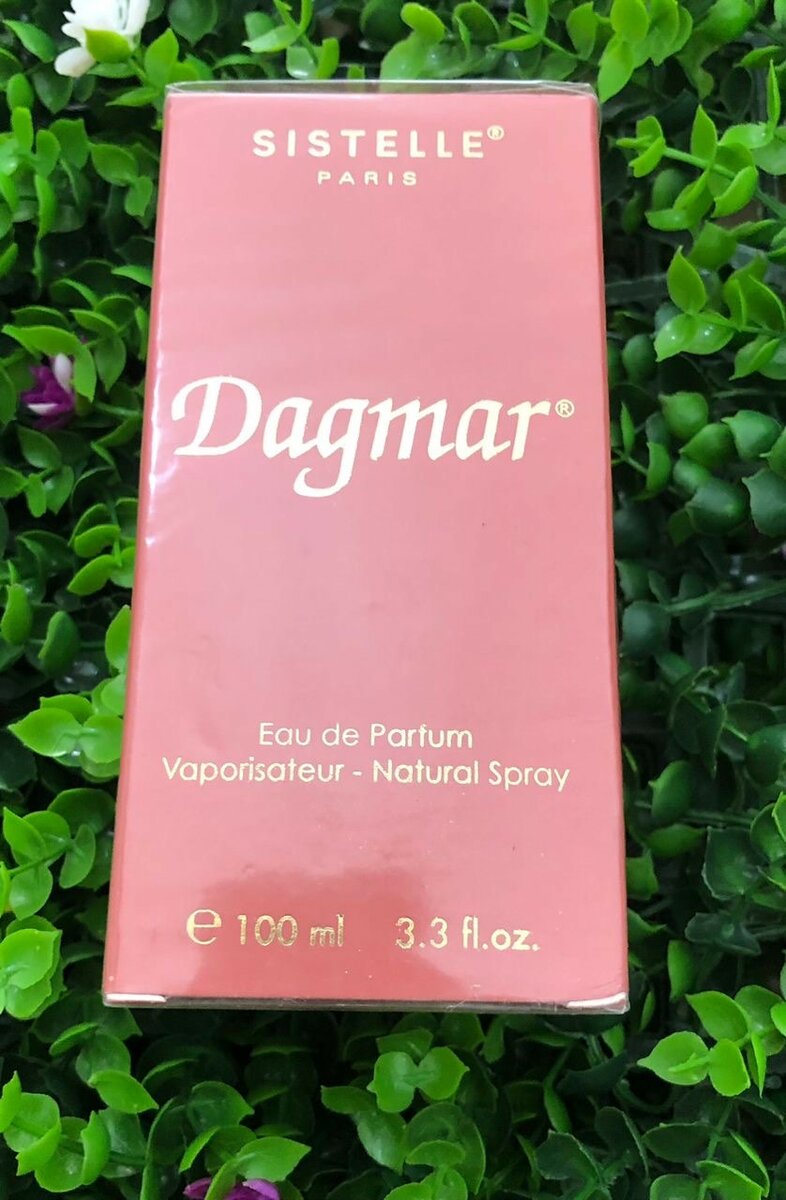 SISTELLE®
PARIS
Dagmar®
Eau de Parfum
Vaporisateur - Natural Spray
℮ 100 ml 3.3 fl.oz.